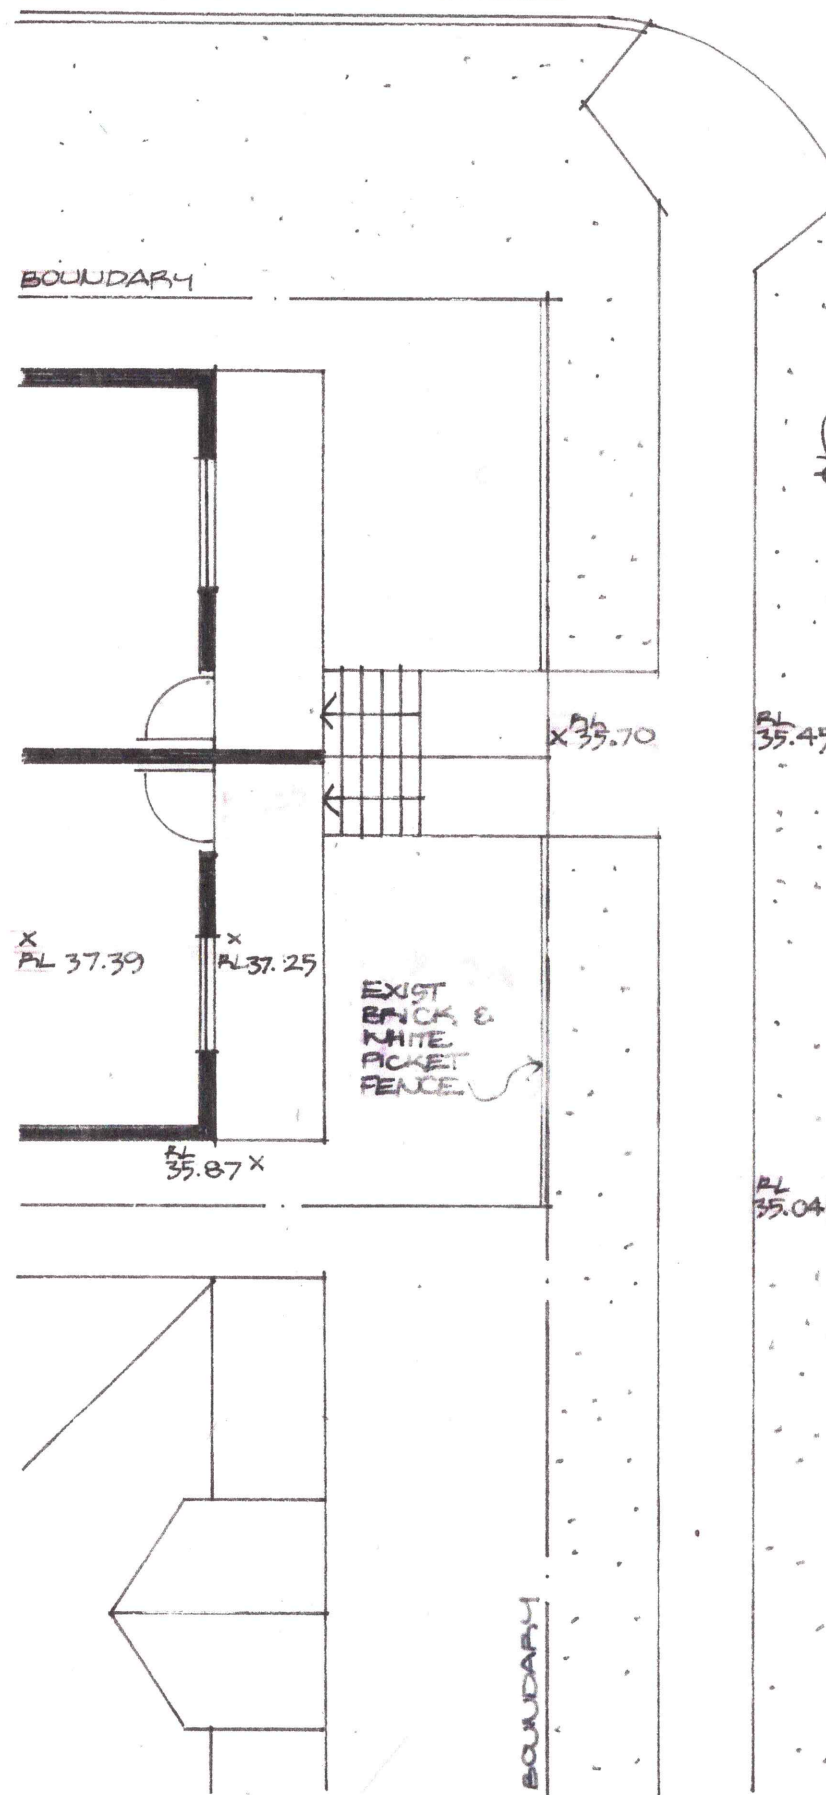 BOUNDARY
RL
x 35.70
RL
35.45
x
RL 37.39
x
RL 37.25
EXIST
BRICK &
WHITE
PICKET
FENCE
RL
35.87 x
RL
35.04
BOUNDARY